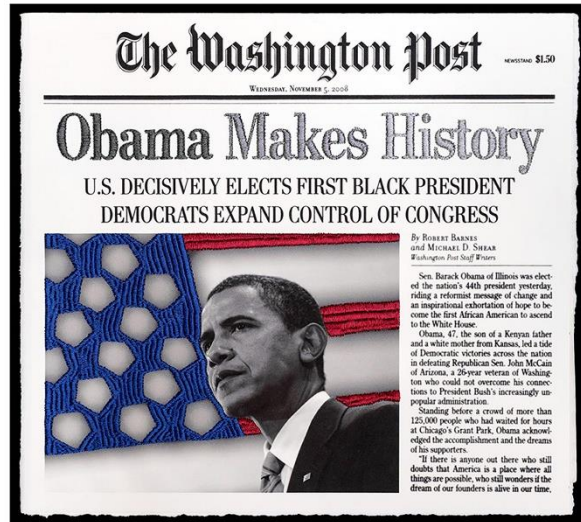 The Washington Post
NEWSSTAND $1.50
WEDNESDAY, NOVEMBER 5, 2008
Obama Makes History
U.S. DECISIVELY ELECTS FIRST BLACK PRESIDENT
DEMOCRATS EXPAND CONTROL OF CONGRESS
By ROBERT BARNES
and MICHAEL D. SHEAR
Washington Post Staff Writers
Sen. Barack Obama of Illinois was elect-
ed the nation's 44th president yesterday,
riding a reformist message of change and
an inspirational exhortation of hope to be-
come the first African American to ascend
to the White House.
Obama, 47, the son of a Kenyan father
and a white mother from Kansas, led a tide
of Democratic victories across the nation
in defeating Republican Sen. John McCain
of Arizona, a 26-year veteran of Washing-
ton who could not overcome his connec-
tions to President Bush's increasingly un-
popular administration.
Standing before a crowd of more than
125,000 people who had waited for hours
at Chicago's Grant Park, Obama acknowl-
edged the accomplishment and the dreams
of his supporters.
"If there is anyone out there who still
doubts that America is a place where all
things are possible, who still wonders if the
dream of our founders is alive in our time,